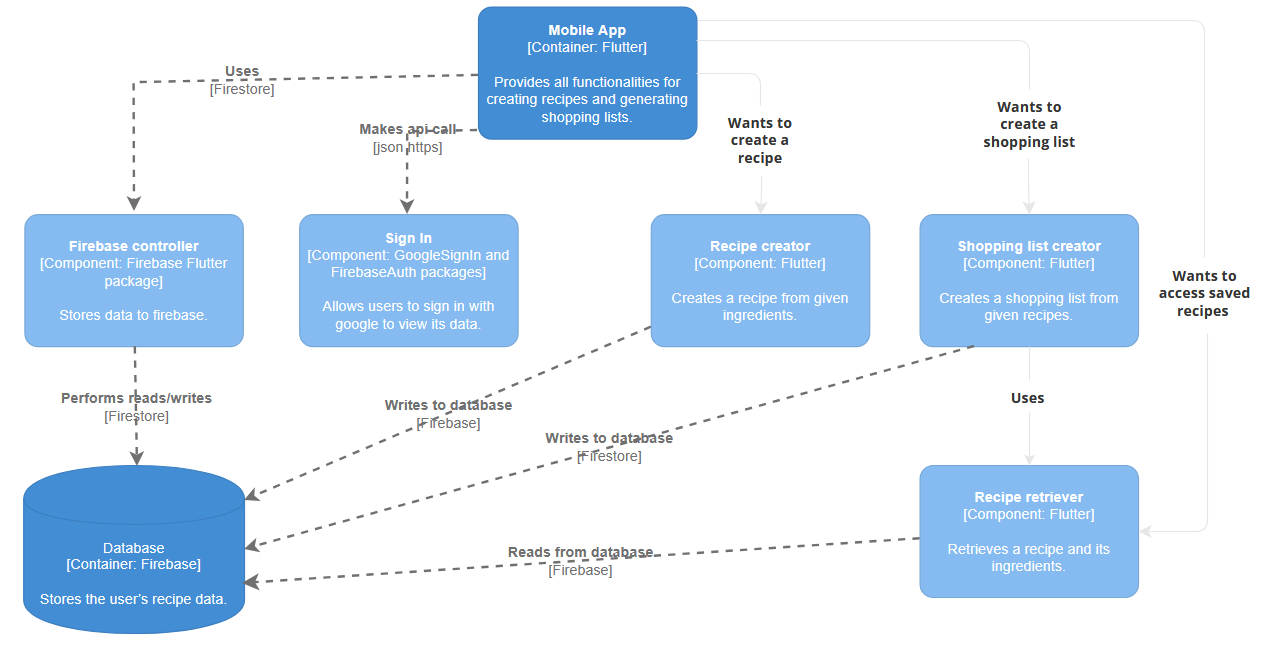 Mobile App
[Container: Flutter]
Provides all functionalities for
creating recipes and generating
shopping lists.
Uses
[Firestore]
Makes api call
[json https]
Wants to
create a
recipe
Wants to
create a
shopping list
Wants to
access saved
recipes
Firebase controller
[Component: Firebase Flutter
package]
Stores data to firebase.
Sign In
[Component: GoogleSignIn and
FirebaseAuth packages]
Allows users to sign in with
google to view its data.
Recipe creator
[Component: Flutter]
Creates a recipe from given
ingredients.
Shopping list creator
[Component: Flutter]
Creates a shopping list from
given recipes.
Performs reads/writes
[Firestore]
Writes to database
[Firebase]
Writes to database
[Firestore]
Uses
Database
[Container: Firebase]
Stores the user's recipe data.
Reads from database
[Firebase]
Recipe retriever
[Component: Flutter]
Retrieves a recipe and its
ingredients.